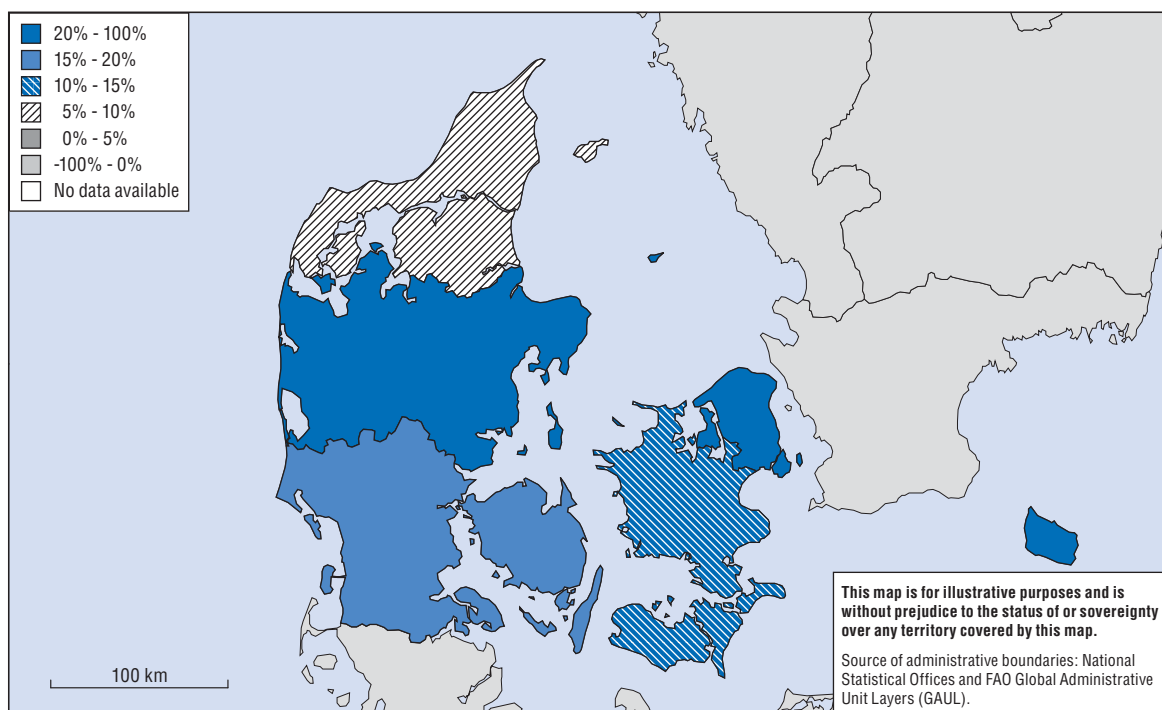 20% - 100%
15% - 20%
10% - 15%
5% - 10%
0% - 5%
-100% - 0%
No data available
100 km
This map is for illustrative purposes and is
without prejudice to the status of or sovereignty
over any territory covered by this map.
Source of administrative boundaries: National
Statistical Offices and FAO Global Administrative
Unit Layers (GAUL).